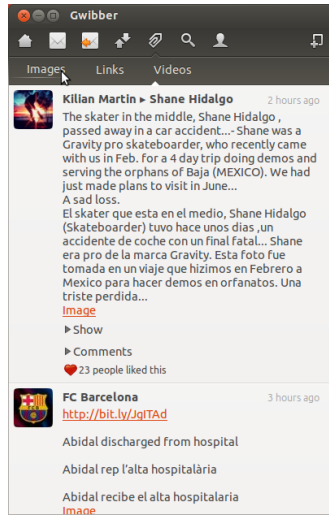 Gwibber
Images Links Videos
Kilian Martin ▸ Shane Hidalgo 2 hours ago
The skater in the middle, Shane Hidalgo ,
passed away in a car accident...- Shane was a
Gravity pro skateboarder, who recently came
with us in Feb. for a 4 day trip doing demos and
serving the orphans of Baja (MEXICO). We had
just made plans to visit in June...
A sad loss.
El skater que esta en el medio, Shane Hidalgo
(Skateboarder) tuvo hace unos dias ,un
accidente de coche con un final fatal... Shane
era pro de la marca Gravity. Esta foto fue
tomada en un viaje que hizimos en Febrero a
Mexico para hacer demos en orfanatos. Una
triste perdida...
Image
Show
Comments
23 people liked this
FC Barcelona 3 hours ago
http://bit.ly/JgITAd
Abidal discharged from hospital
Abidal rep l'alta hospitalària
Abidal recibe el alta hospitalaria
Image